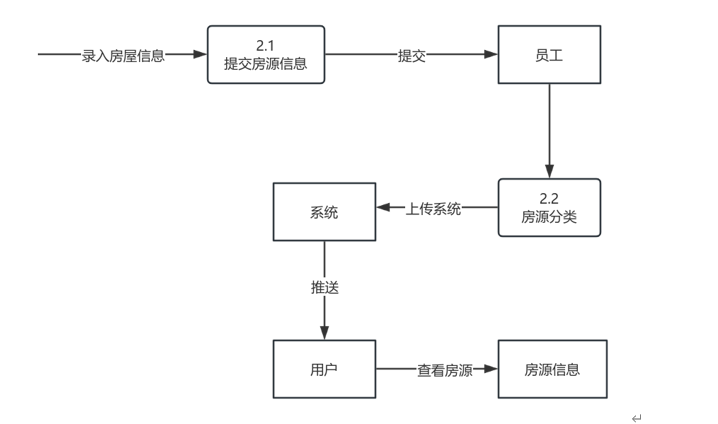 录入房屋信息
2.1
提交房源信息
提交
员工
系统
上传系统
2.2
房源分类
推送
用户
查看房源
房源信息